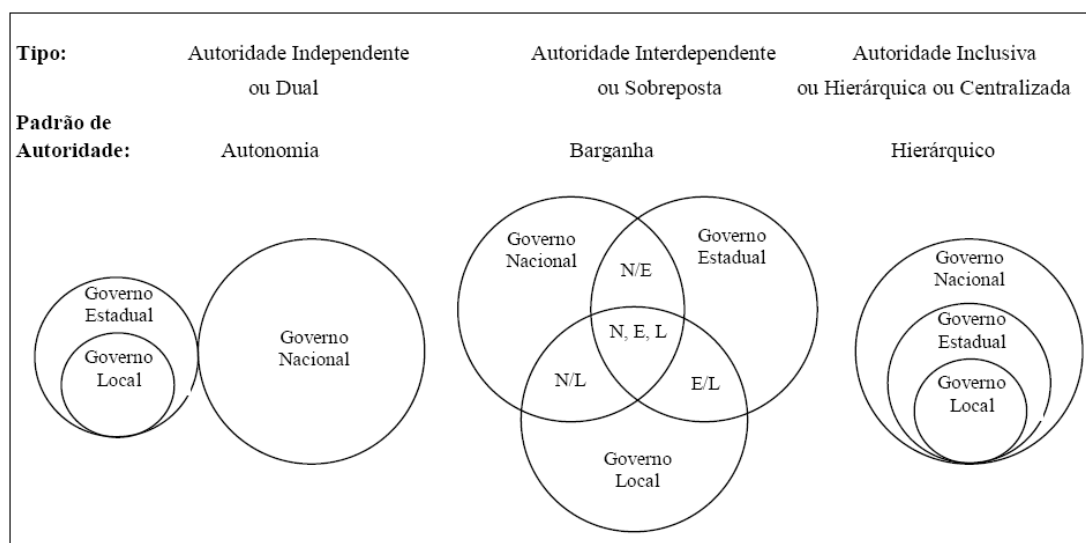 Tipo:
Autoridade Independente
ou Dual
Autoridade Interdependente
ou Sobreposta
Autoridade Inclusiva
ou Hierárquica ou Centralizada
Padrão de
Autoridade:
Autonomia
Barganha
Hierárquico
Governo
Estadual
Governo
Local
Governo
Nacional
Governo
Nacional
N/E
Governo
Estadual
N, E, L
N/L
E/L
Governo
Local
Governo
Nacional
Governo
Estadual
Governo
Local